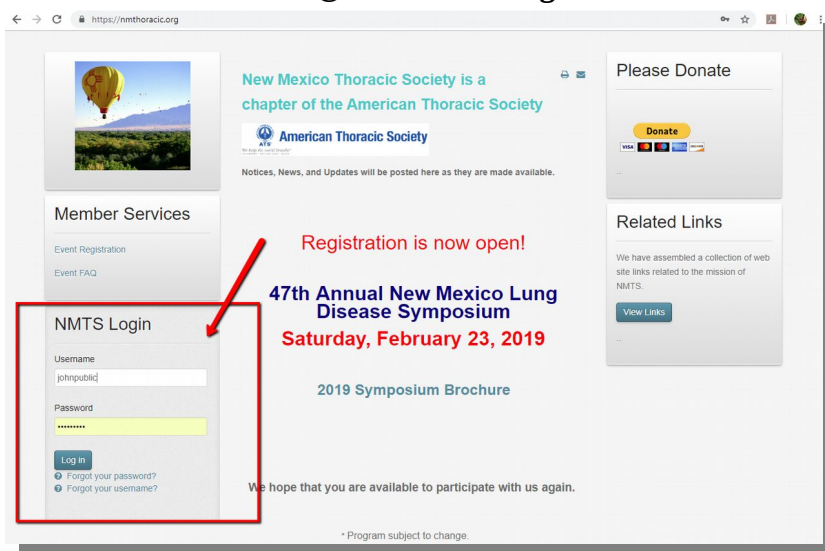 https://nmthoracic.org
New Mexico Thoracic Society is a
chapter of the American Thoracic Society
ATS
American Thoracic Society
Notices, News, and Updates will be posted here as they are made available.
Member Services
Event Registration
Event FAQ
NMTS Login
Username
johnpublic
Password
•••••••••
Log in
Forgot your password?
Forgot your username?
Registration is now open!
47th Annual New Mexico Lung
Disease Symposium
Saturday, February 23, 2019
2019 Symposium Brochure
We hope that you are available to participate with us again.
* Program subject to change.
Please Donate
Donate
VISA
...
Related Links
We have assembled a collection of web
site links related to the mission of
NMTS.
View Links
...